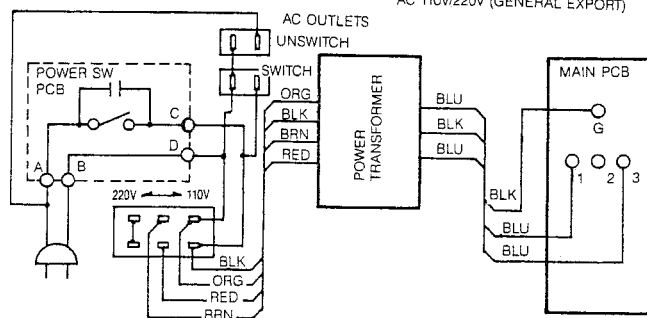 AC 110V/220V (GENERAL EXPORT)
AC OUTLETS
UNSWITCH
SWITCH
POWER SW
PCB
C
D
A
B
220V
110V
ORG
BLK
BRN
RED
BLK
ORG
RED
BRN
POWER
TRANSFORMER
BLU
BLK
BLU
BLK
BLU
BLU
MAIN PCB
G
1
2
3